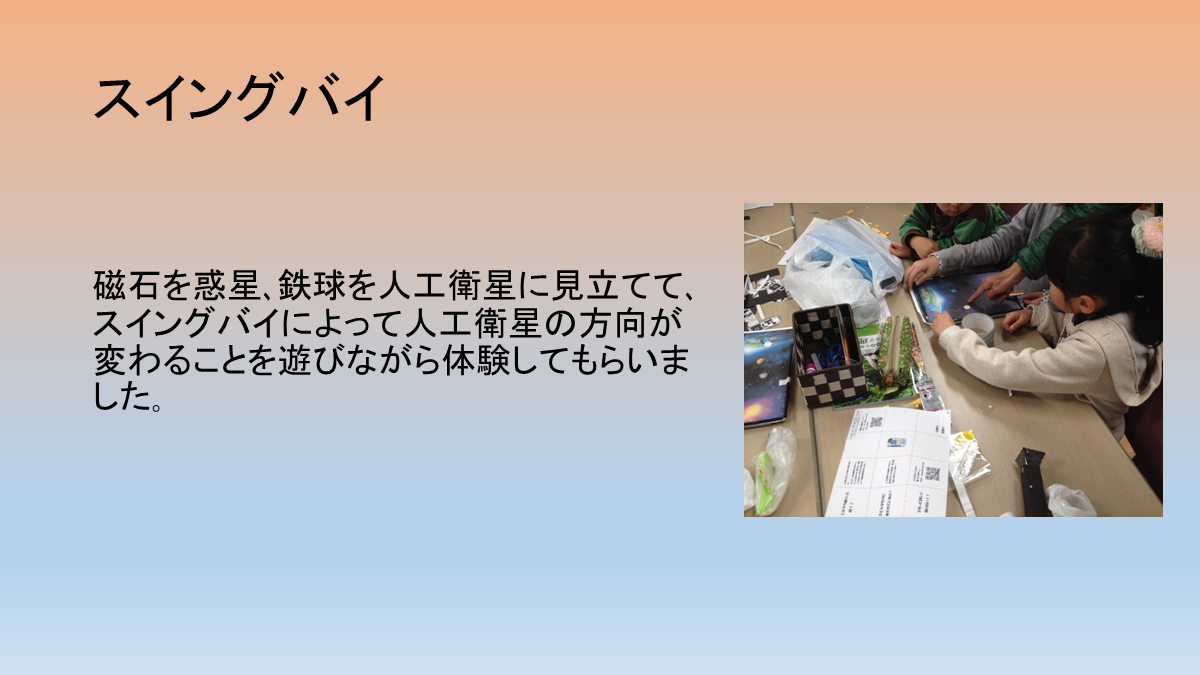 スイングバイ
磁石を惑星、鉄球を人工衛星に見立てて、
スイングバイによって人工衛星の方向が
変わることを遊びながら体験してもらいま
した。